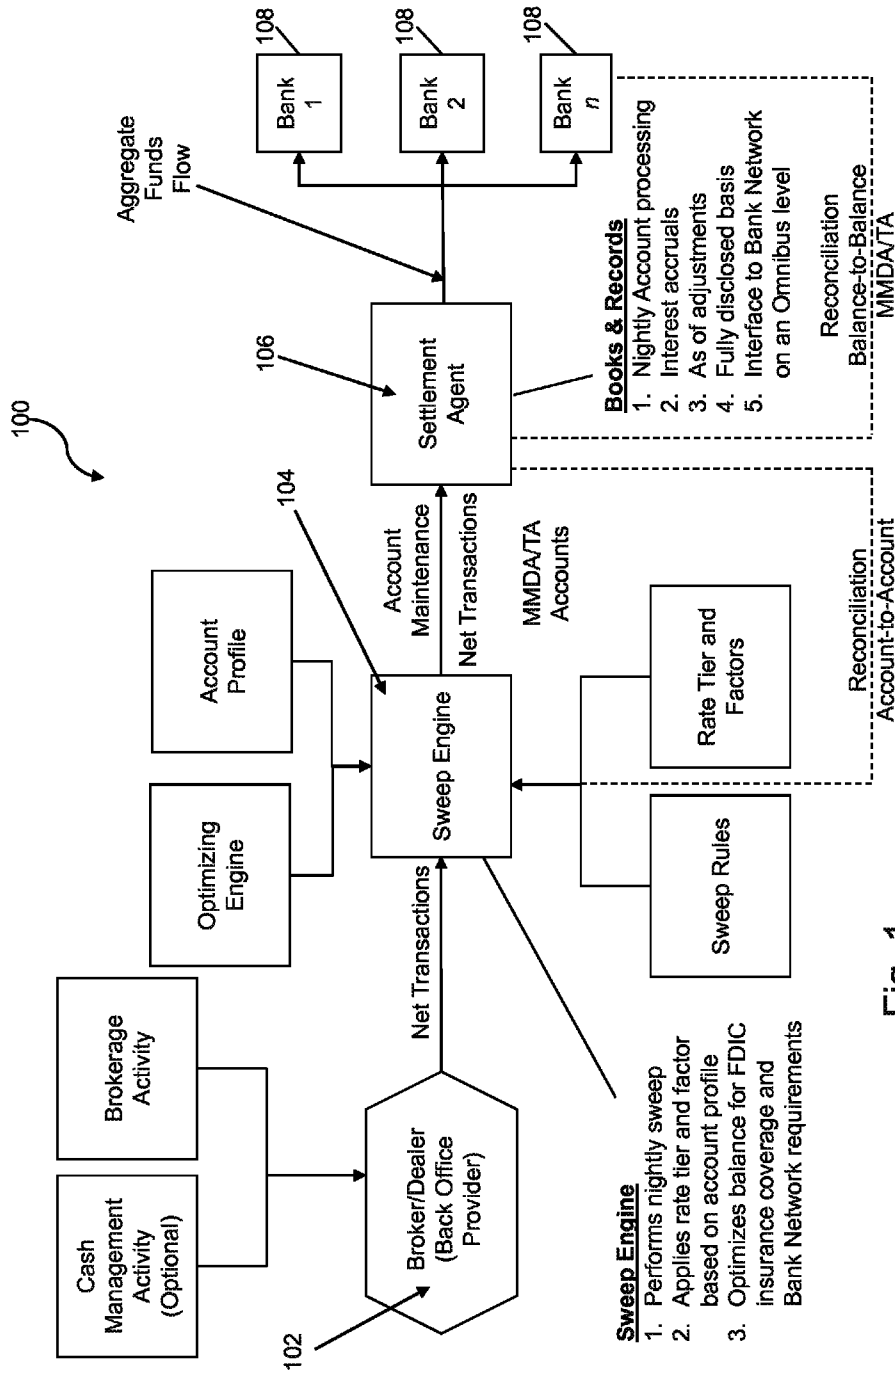 100
Cash
Management
Activity
(Optional)
Brokerage
Activity
Optimizing
Engine
Account
Profile
Aggregate
Funds
Flow
102
Broker/Dealer
(Back Office
Provider)
Net Transactions
104
Sweep Engine
Account
Maintenance
Net Transactions
MMDA/TA
Accounts
106
Settlement
Agent
Bank
1
108
Bank
2
108
Bank
n
108
Sweep Engine
1. Performs nightly sweep
2. Applies rate tier and factor
based on account profile
3. Optimizes balance for FDIC
insurance coverage and
Bank Network requirements
Sweep Rules
Rate Tier and
Factors
Books & Records
1. Nightly Account processing
2. Interest accruals
3. As of adjustments
4. Fully disclosed basis
5. Interface to Bank Network
on an Omnibus level
Reconciliation
Account-to-Account
Reconciliation
Balance-to-Balance
MMDA/TA
Fig. 1